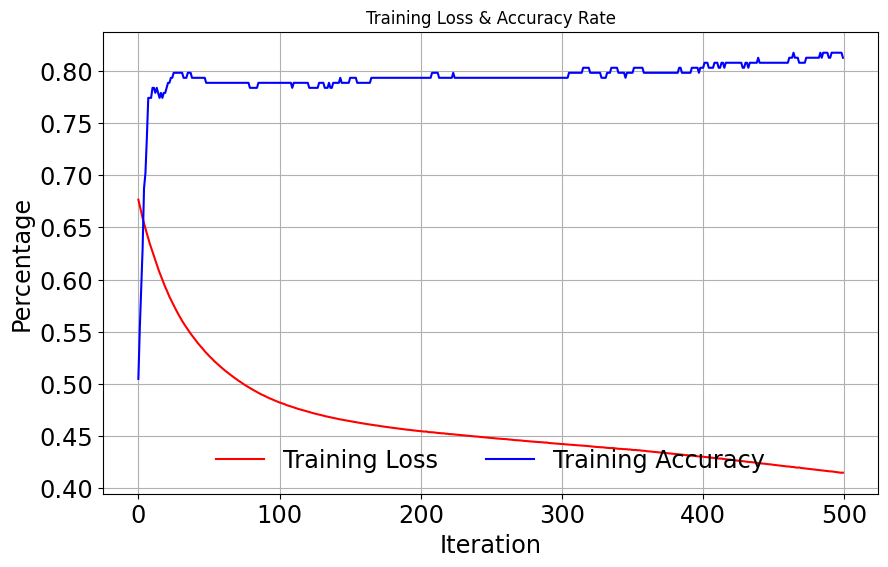 Training Loss & Accuracy Rate
0.80
0.75
0.70
0.65
0.60
0.55
0.50
0.45
0.40
Percentage
Training Loss Training Accuracy
0 100 200 300 400 500
Iteration